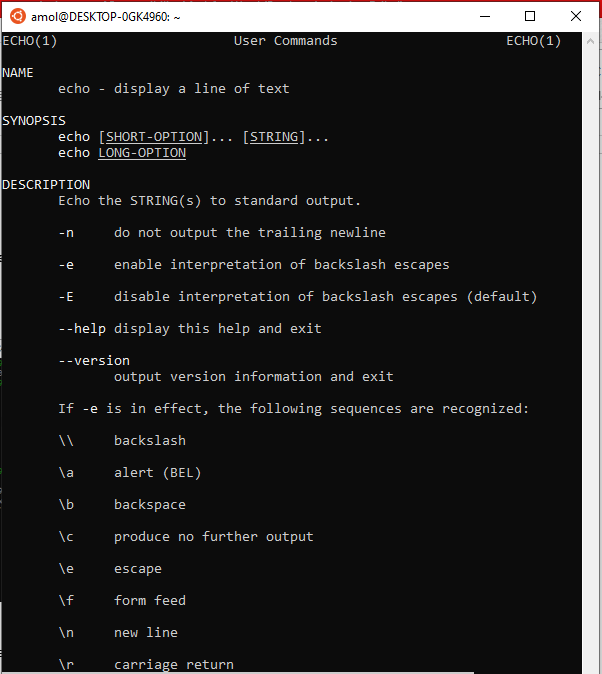 amol@DESKTOP-0GK4960: ~
ECHO(1) User Commands ECHO(1)
NAME
echo - display a line of text
SYNOPSIS
echo [SHORT-OPTION]... [STRING]...
echo LONG-OPTION
DESCRIPTION
Echo the STRING(s) to standard output.
-n do not output the trailing newline
-e enable interpretation of backslash escapes
-E disable interpretation of backslash escapes (default)
--help display this help and exit
--version
output version information and exit
If -e is in effect, the following sequences are recognized:
\\ backslash
\a alert (BEL)
\b backspace
\c produce no further output
\e escape
\f form feed
\n new line
\r carriage return